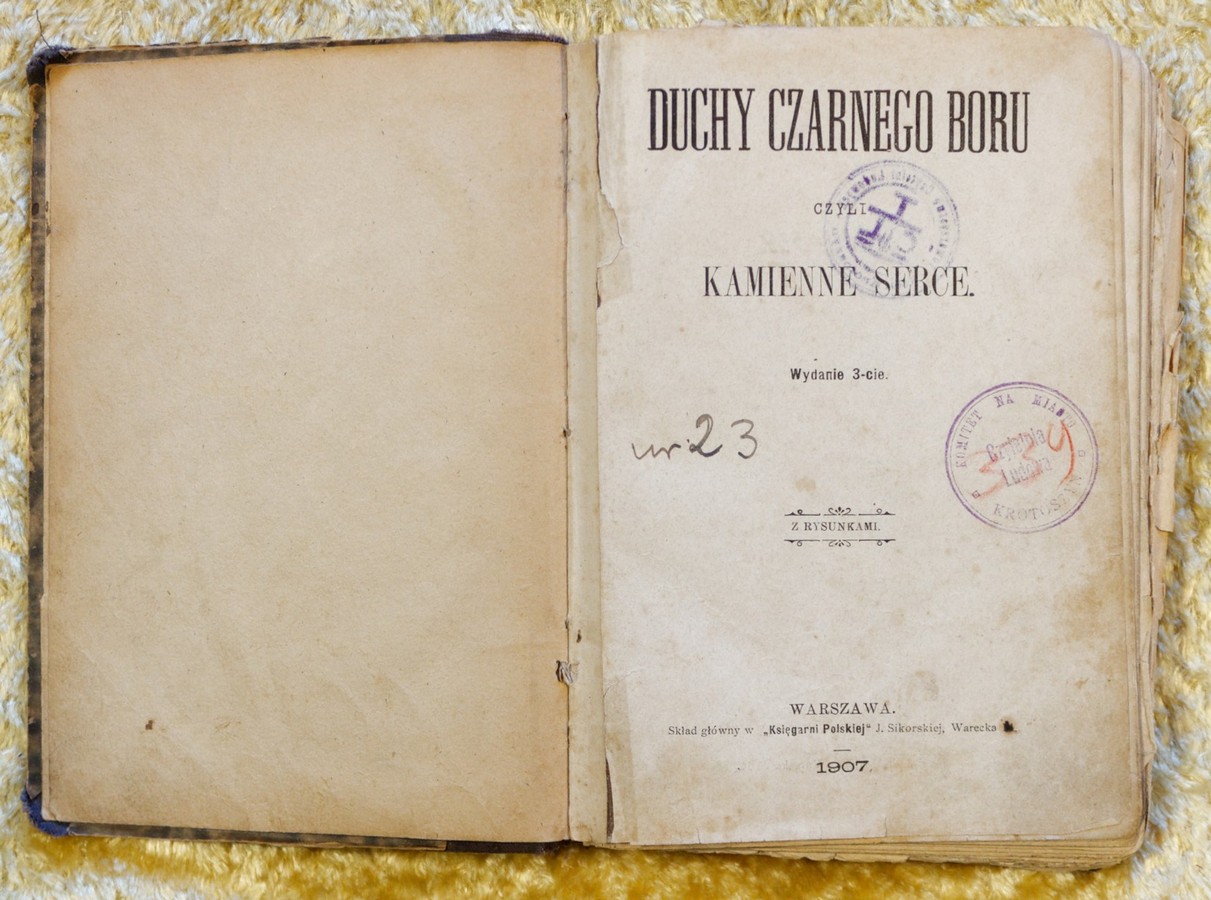 DUCHY CZARNEGO BORU
CZYLI
KAMIENNE SERCE.
Wydanie 3-cie.
nr. 23
KOMITET NA MIASTO
Czytelnia
Ludowa
KROTOSZYN
Z RYSUNKAMI.
WARSZAWA.
Skład główny w „Księgarni Polskiej" J. Sikorskiej, Warecka
1907.